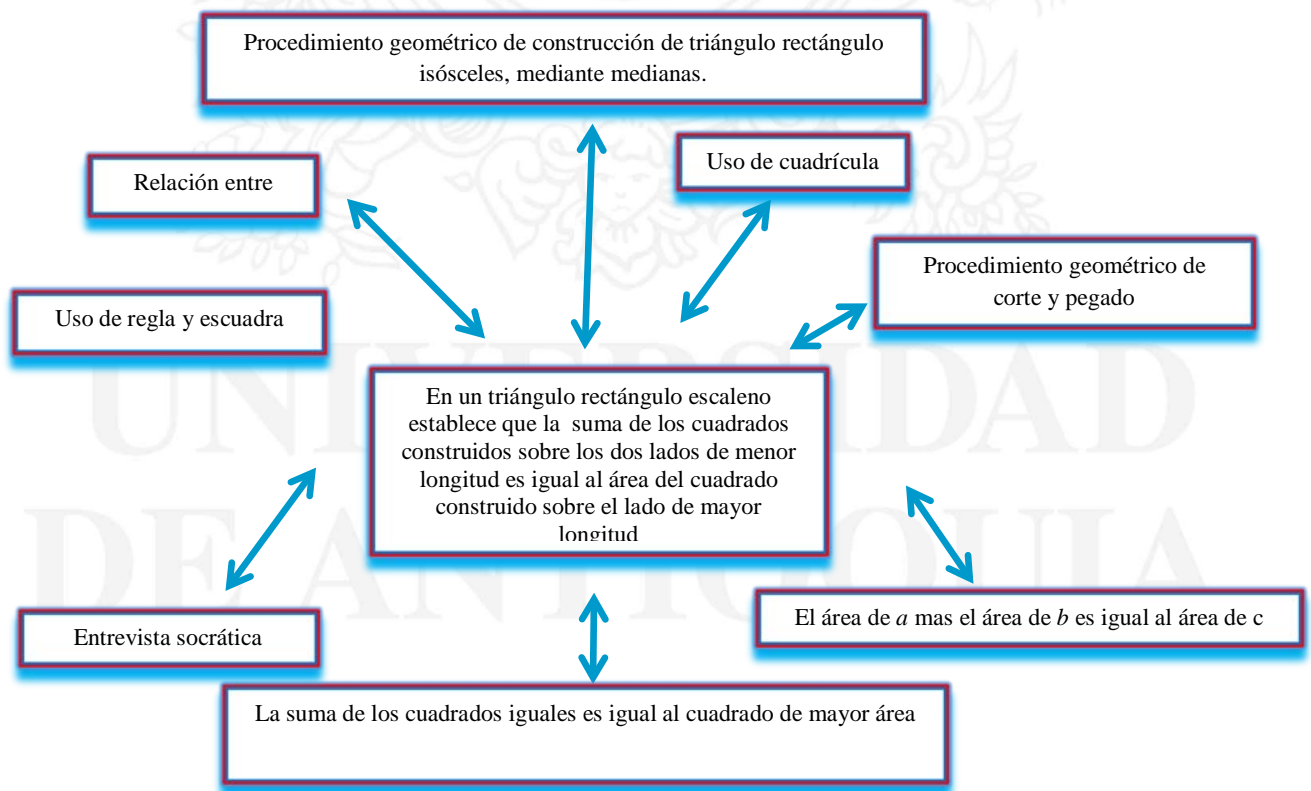 Procedimiento geométrico de construcción de triángulo rectángulo
isósceles, mediante medianas.
Uso de cuadrícula
Relación entre
Procedimiento geométrico de
corte y pegado
Uso de regla y escuadra
UNIVERSIDAD
DE ANTIOQUIA
En un triángulo rectángulo escaleno
establece que la suma de los cuadrados
construidos sobre los dos lados de menor
longitud es igual al área del cuadrado
construido sobre el lado de mayor
longitud
El área de a mas el área de b es igual al área de c
Entrevista socrática
La suma de los cuadrados iguales es igual al cuadrado de mayor área